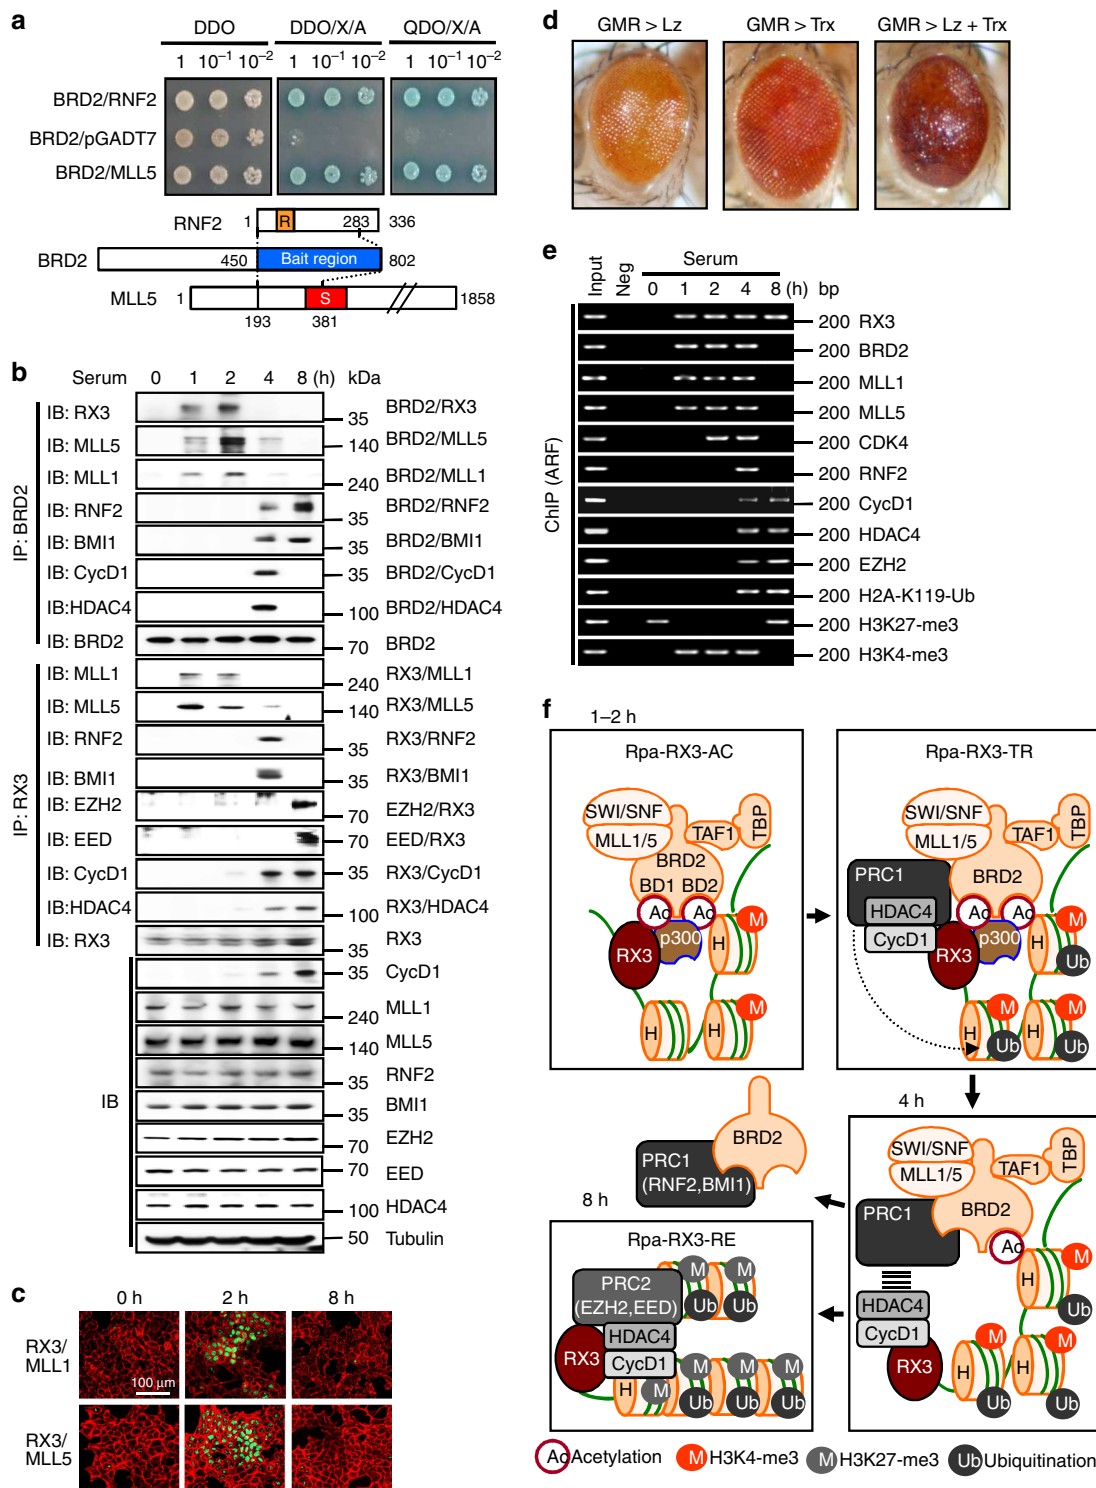 a
DDO DDO/X/A QDO/X/A
1 10⁻¹ 10⁻² 1 10⁻¹ 10⁻² 1 10⁻¹ 10⁻²
BRD2/RNF2
BRD2/pGADT7
BRD2/MLL5
RNF2 1 R 283 336
BRD2 450 Bait region 802
MLL5 1 S 1858
193 381
b
Serum 0 1 2 4 8 (h) kDa
IP: BRD2
IB: RX3 35 BRD2/RX3
IB: MLL5 140 BRD2/MLL5
IB: MLL1 240 BRD2/MLL1
IB: RNF2 35 BRD2/RNF2
IB: BMI1 35 BRD2/BMI1
IB: CycD1 35 BRD2/CycD1
IB:HDAC4 100 BRD2/HDAC4
IB: BRD2 70 BRD2
IP: RX3
IB: MLL1 240 RX3/MLL1
IB: MLL5 140 RX3/MLL5
IB: RNF2 35 RX3/RNF2
IB: BMI1 35 RX3/BMI1
IB: EZH2 70 EZH2/RX3
IB: EED 70 EED/RX3
IB: CycD1 35 RX3/CycD1
IB:HDAC4 100 RX3/HDAC4
IB: RX3 35 RX3
IB
35 CycD1
240 MLL1
140 MLL5
35 RNF2
35 BMI1
70 EZH2
70 EED
100 HDAC4
50 Tubulin
c
0 h 2 h 8 h
RX3/
MLL1
100 μm
RX3/
MLL5
d
GMR > Lz GMR > Trx GMR > Lz + Trx
e
Serum
Input Neg 0 1 2 4 8 (h) bp
ChIP (ARF)
200 RX3
200 BRD2
200 MLL1
200 MLL5
200 CDK4
200 RNF2
200 CycD1
200 HDAC4
200 EZH2
200 H2A-K119-Ub
200 H3K27-me3
200 H3K4-me3
f
1–2 h
Rpa-RX3-AC
SWI/SNF
MLL1/5
TAF1
TBP
BRD2
BD1 BD2
Ac Ac
M
RX3
p300
H
M
H H
Rpa-RX3-TR
SWI/SNF
MLL1/5
TAF1
TBP
PRC1
BRD2
HDAC4
CycD1
Ac Ac
M
RX3
p300
H
Ub
M M
H H
Ub Ub
4 h
SWI/SNF
MLL1/5
TAF1
TBP
PRC1
BRD2
Ac
M
H
Ub
HDAC4
CycD1
RX3
M M
H H
Ub Ub
BRD2
PRC1
(RNF2,BMI1)
8 h
Rpa-RX3-RE
PRC2
(EZH2,EED)
M M
Ub Ub
HDAC4
CycD1
RX3
M M M
H M
Ub Ub Ub
Ac Acetylation M H3K4-me3 M H3K27-me3 Ub Ubiquitination